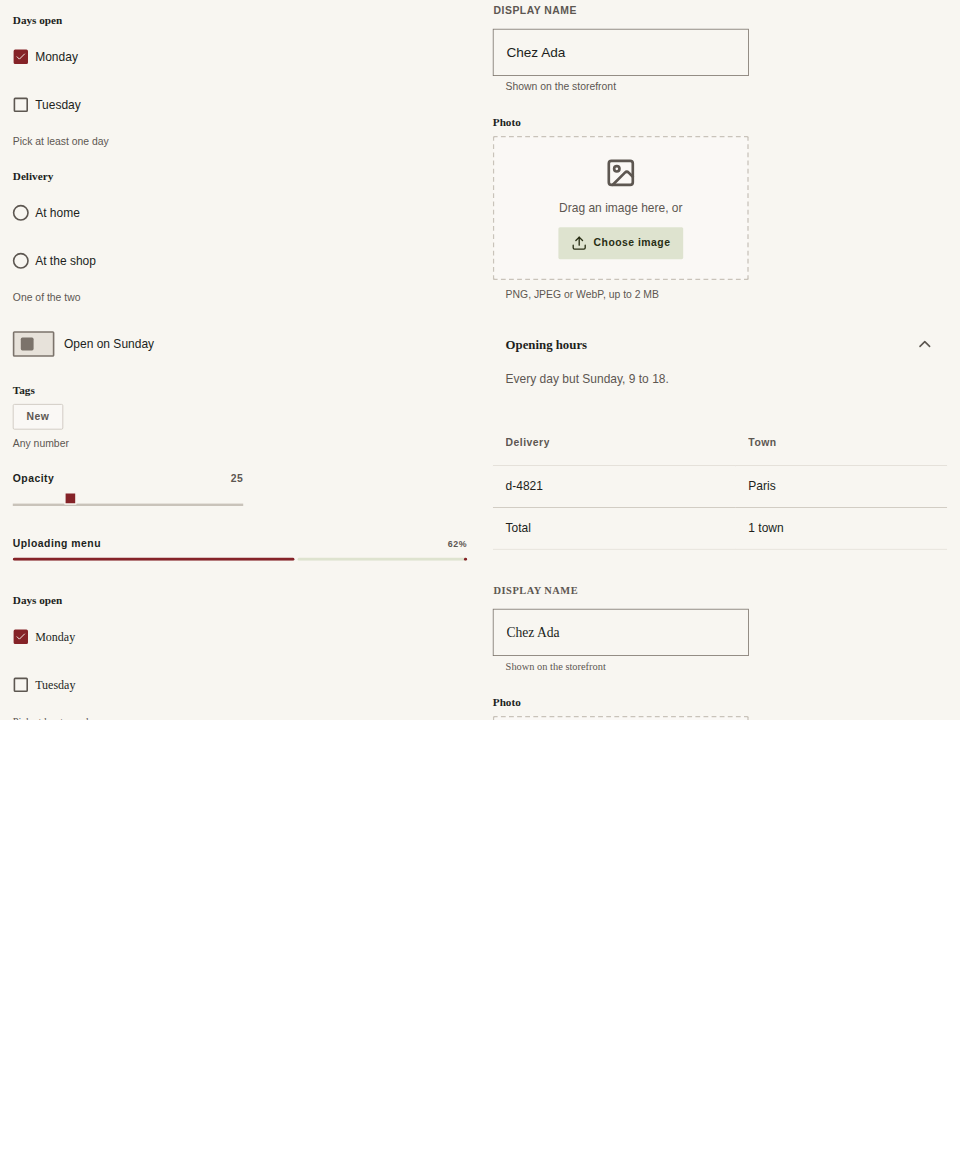 Days open
Monday
Tuesday
Pick at least one day
Delivery
At home
At the shop
One of the two
Open on Sunday
Tags
New
Any number
Opacity 25
Uploading menu 62%
Days open
Monday
Tuesday
DISPLAY NAME
Chez Ada
Shown on the storefront
Photo
Drag an image here, or
Choose image
PNG, JPEG or WebP, up to 2 MB
Opening hours
Every day but Sunday, 9 to 18.
Delivery Town
d-4821 Paris
Total 1 town
DISPLAY NAME
Chez Ada
Shown on the storefront
Photo